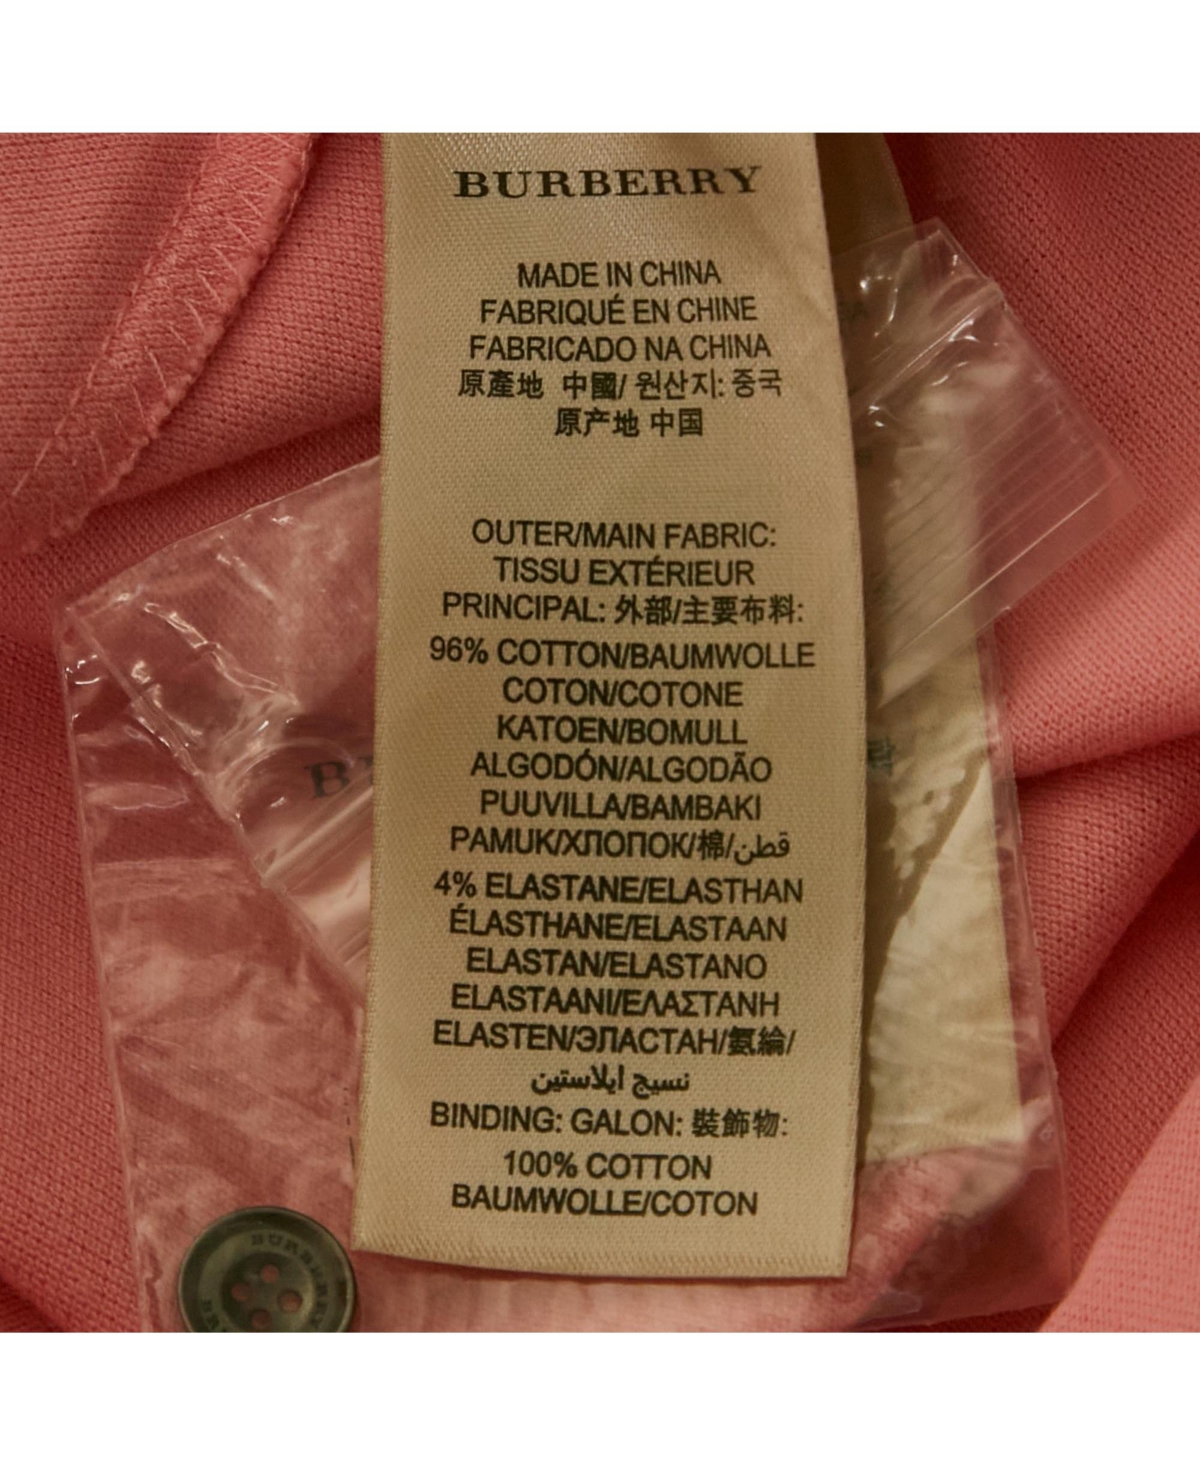 BURBERRY
MADE IN CHINA
FABRIQUÉ EN CHINE
FABRICADO NA CHINA
原產地 中國/ 원산지: 중국
原产地 中国
OUTER/MAIN FABRIC:
TISSU EXTÉRIEUR
PRINCIPAL: 外部/主要布料:
96% COTTON/BAUMWOLLE
COTON/COTONE
KATOEN/BOMULL
ALGODÓN/ALGODÃO
PUUVILLA/BAMBAKI
PAMUK/ХЛОПОК/棉/قطن
4% ELASTANE/ELASTHAN
ÉLASTHANE/ELASTAAN
ELASTAN/ELASTANO
ELASTAANI/ΕΛΑΣΤΑΝΗ
ELASTEN/ЭЛАСТАН/氨綸/
نسيج ايلاستين
BINDING: GALON: 裝飾物:
100% COTTON
BAUMWOLLE/COTON